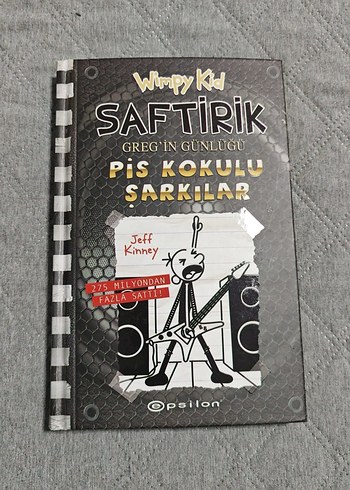 Wimpy Kid
SAFTİRİK
GREG'İN GÜNLÜĞÜ
PİS KOKULU
ŞARKILAR
Jeff
Kinney
275 MİLYONDAN
FAZLA SATTI!
epsilon